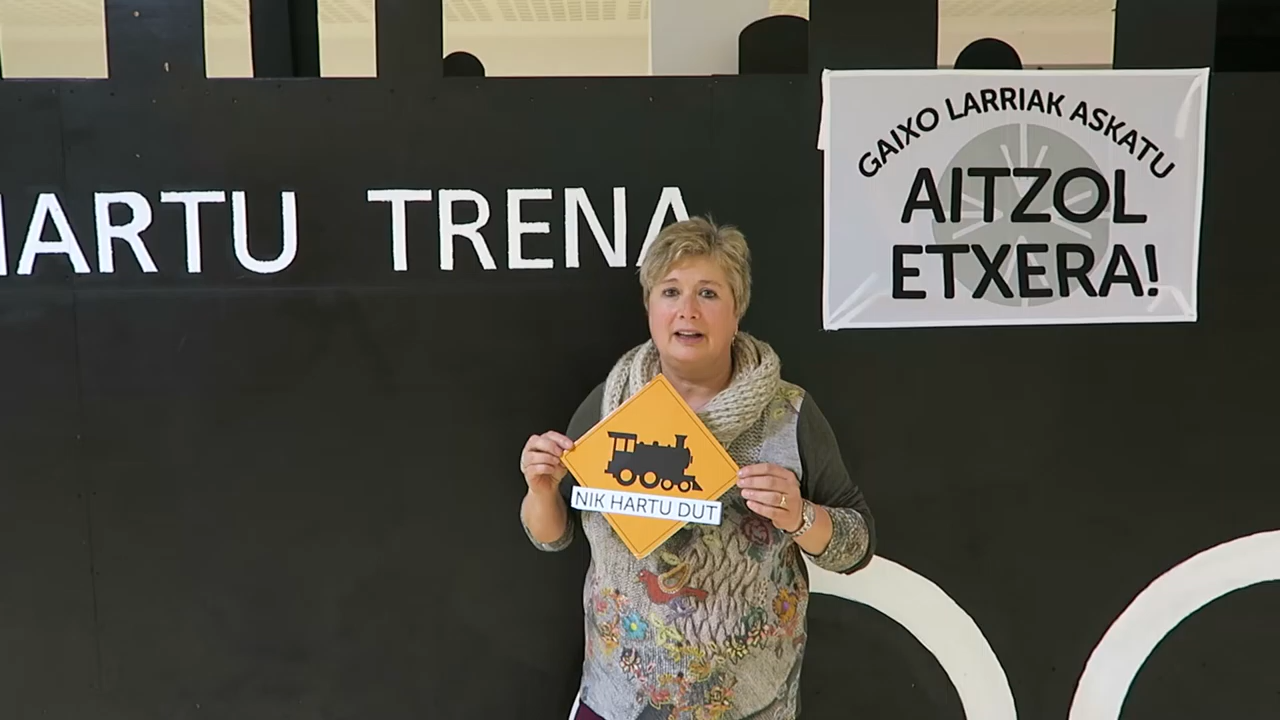 HARTU TRENA
GAIXO LARRIAK ASKATU
AITZOL
ETXERA!
NIK HARTU DUT